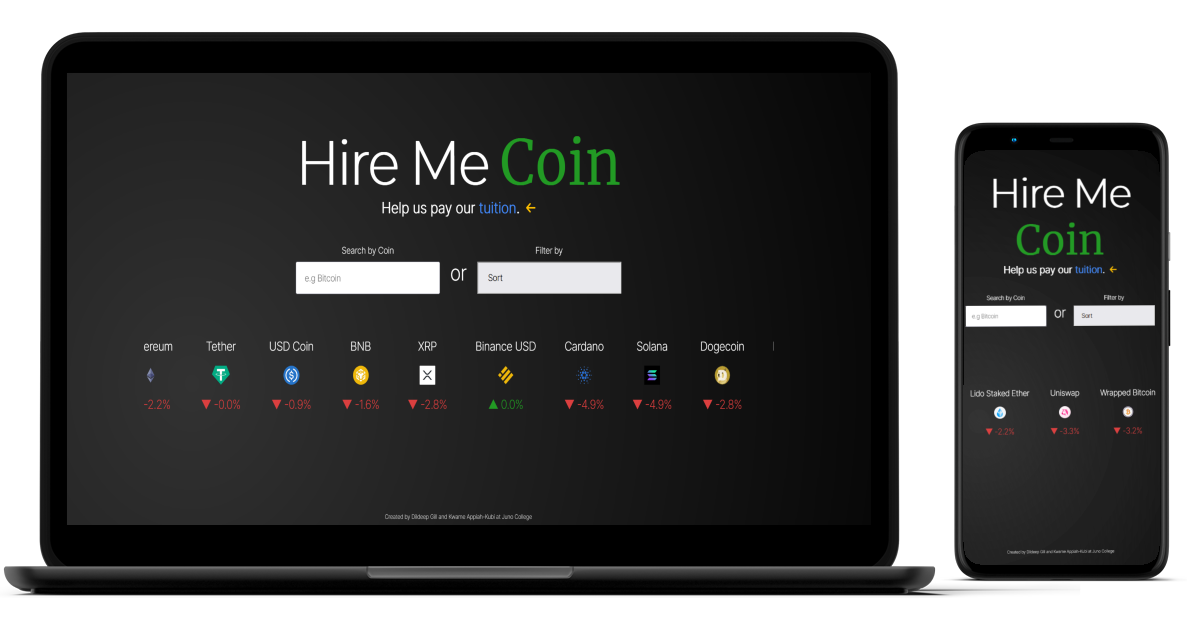 Hire Me Coin
Help us pay our tuition. ←
Search by Coin
Filter by
e.g Bitcoin
or
Sort
ereum
Tether
USD Coin
BNB
XRP
Binance USD
Cardano
Solana
Dogecoin
-2.2%
▼ -0.0%
▼ -0.9%
▼ -1.6%
▼ -2.8%
▲ 0.0%
▼ -4.9%
▼ -4.9%
▼ -2.8%
Created by Dildeep Gill and Kwame Appiah-Kubi at Juno College
Hire Me
Coin
Help us pay our tuition. ←
Search by Coin
Filter by
e.g Bitcoin
or
Sort
Lido Staked Ether
Uniswap
Wrapped Bitcoin
▼ -2.2%
▼ -3.3%
▼ -3.2%
Created by Dildeep Gill and Kwame Appiah-Kubi at Juno College